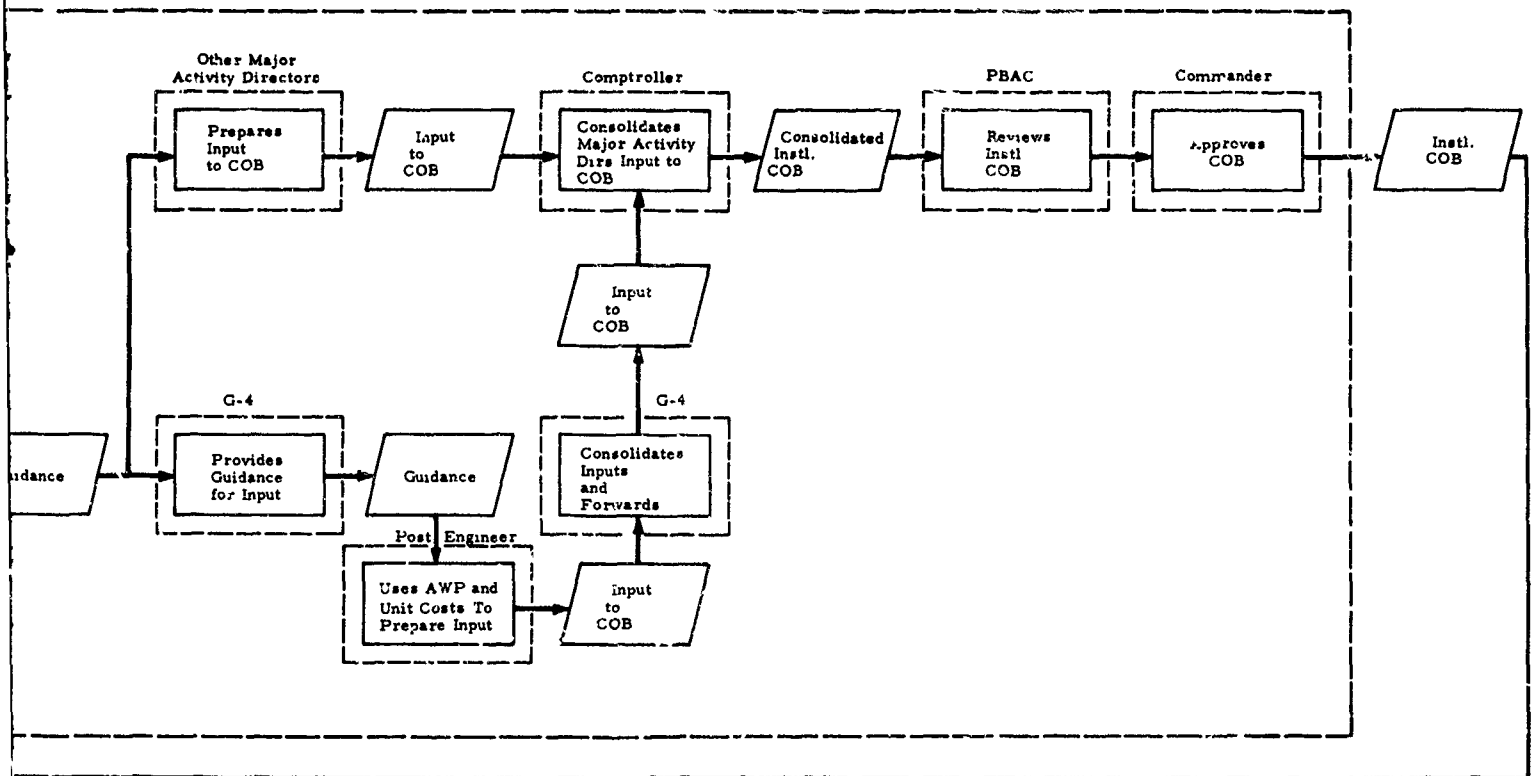 Other Major
Activity Directors
Prepares
Input
to COB
Input
to
COB
Comptroller
Consolidates
Major Activity
Dirs Input to
COB
Consolidated
Instl.
COB
PBAC
Reviews
Instl
COB
Commander
Approves
COB
Instl.
COB
Input
to
COB
idance
G-4
Provides
Guidance
for Input
Guidance
G-4
Consolidates
Inputs
and
Forwards
Post Engineer
Uses AWP and
Unit Costs To
Prepare Input
Input
to
COB